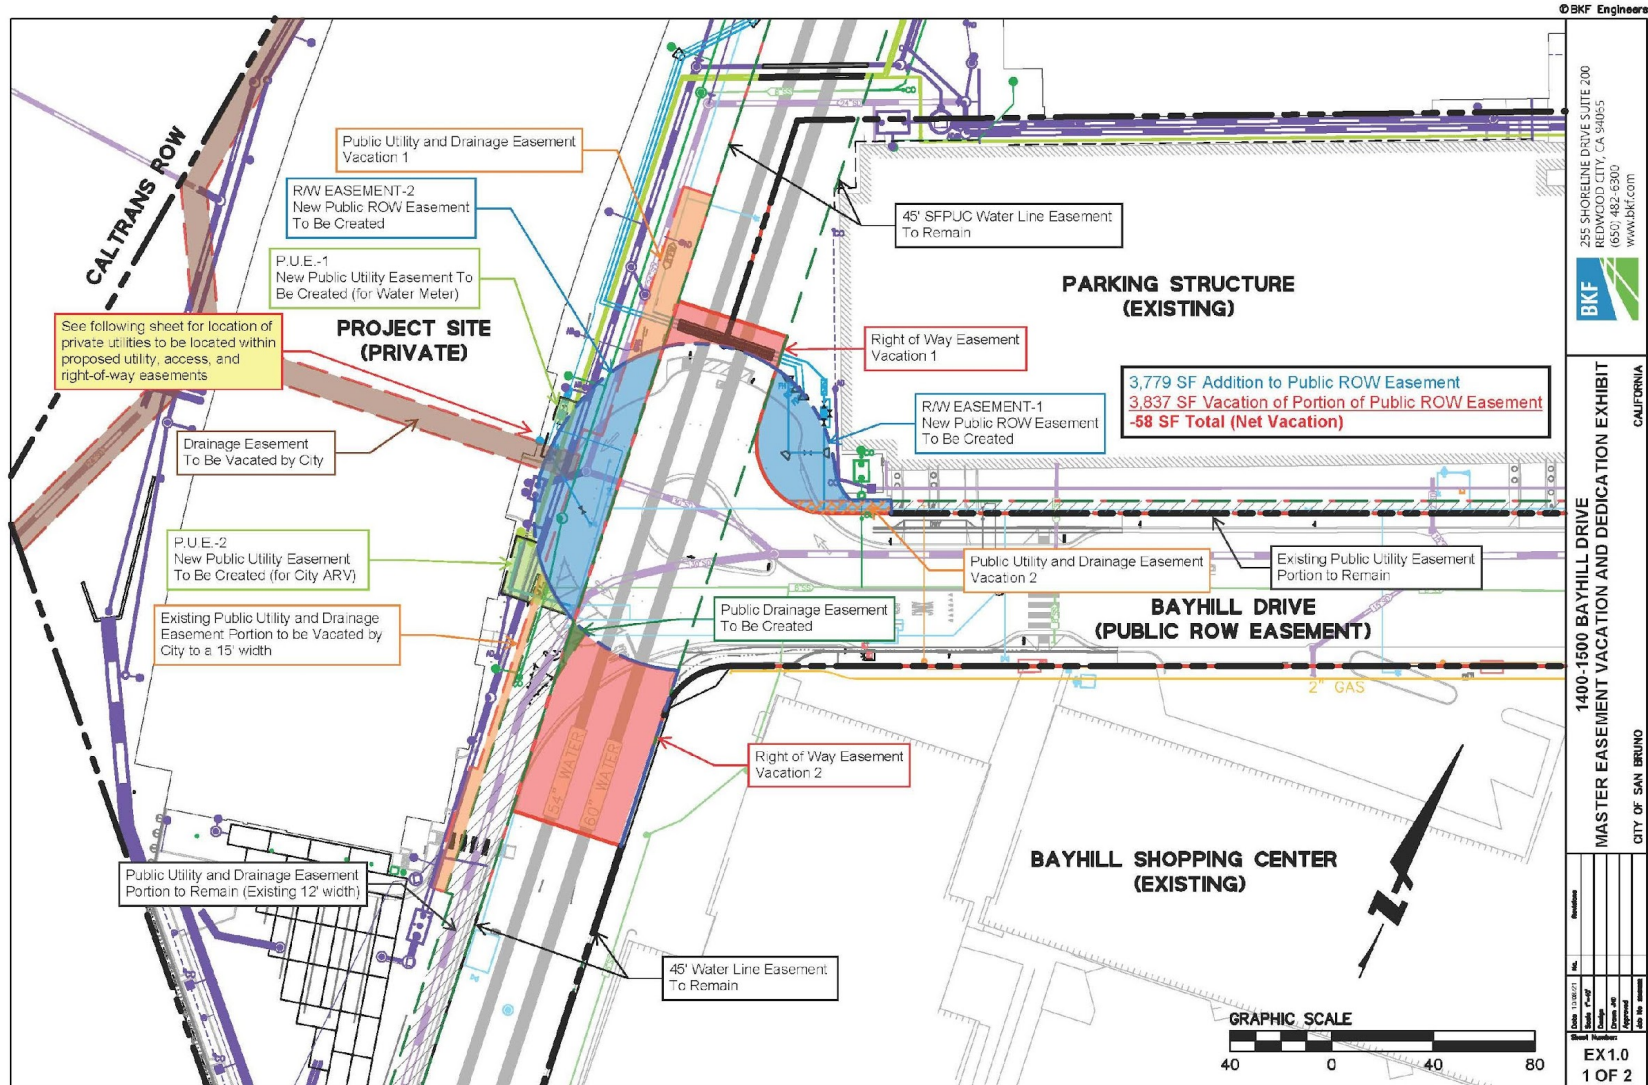 ©BKF Engineers
CALTRANS ROW
Public Utility and Drainage Easement
Vacation 1
R/W EASEMENT-2
New Public ROW Easement
To Be Created
P.U.E.-1
New Public Utility Easement To
Be Created (for Water Meter)
See following sheet for location of
private utilities to be located within
proposed utility, access, and
right-of-way easements
PROJECT SITE
(PRIVATE)
Drainage Easement
To Be Vacated by City
P.U.E.-2
New Public Utility Easement
To Be Created (for City ARV)
Existing Public Utility and Drainage
Easement Portion to be Vacated by
City to a 15' width
Public Utility and Drainage Easement
Portion to Remain (Existing 12' width)
45' SFPUC Water Line Easement
To Remain
PARKING STRUCTURE
(EXISTING)
Right of Way Easement
Vacation 1
3,779 SF Addition to Public ROW Easement
3,837 SF Vacation of Portion of Public ROW Easement
-58 SF Total (Net Vacation)
R/W EASEMENT-1
New Public ROW Easement
To Be Created
Public Utility and Drainage Easement
Vacation 2
Existing Public Utility Easement
Portion to Remain
Public Drainage Easement
To Be Created
BAYHILL DRIVE
(PUBLIC ROW EASEMENT)
2" GAS
54" WATER
60" WATER
Right of Way Easement
Vacation 2
BAYHILL SHOPPING CENTER
(EXISTING)
45' Water Line Easement
To Remain
GRAPHIC SCALE
40 0 40 80
255 SHORELINE DRIVE SUITE 200
REDWOOD CITY, CA 94065
(650) 482-6300
www.bkf.com
BKF
1400-1500 BAYHILL DRIVE
MASTER EASEMENT VACATION AND DEDICATION EXHIBIT
CITY OF SAN BRUNO
CALIFORNIA
No.
Revisions
Date
Scale
Design
Drawn
Approved
Job No
Sheet Number:
EX1.0
1 OF 2